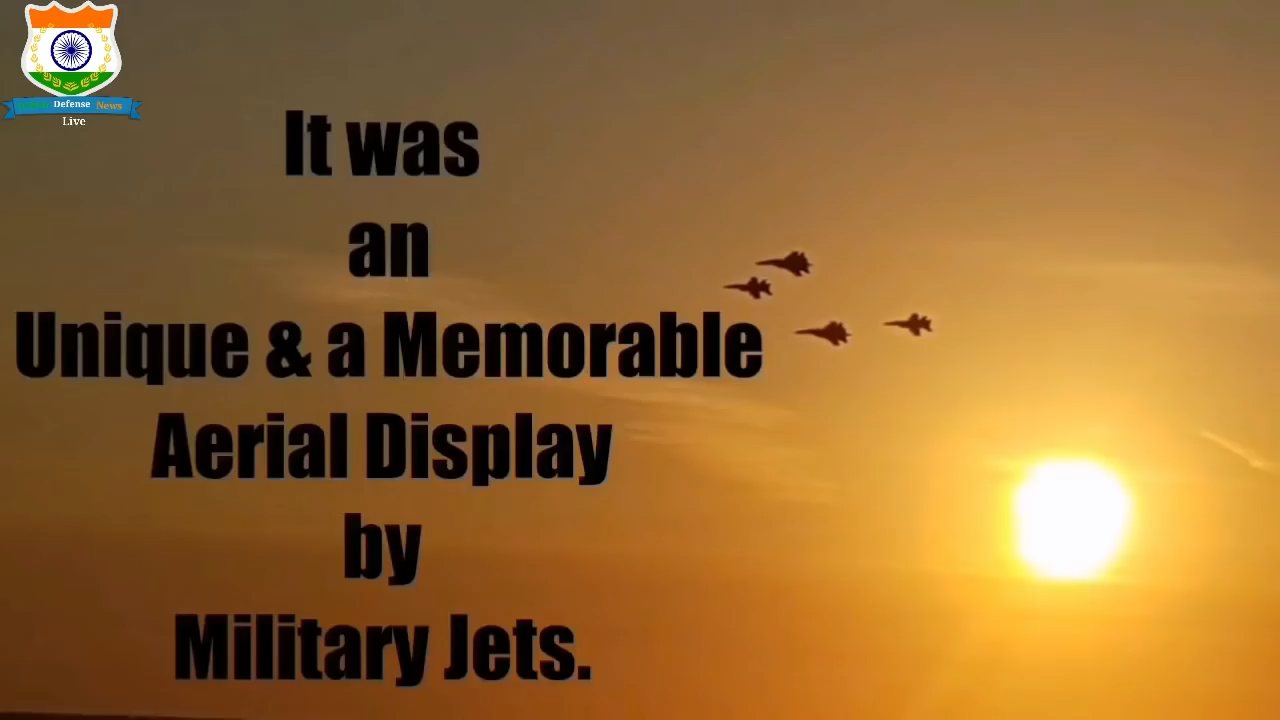 Defense News
Live
It was
an
Unique & a Memorable
Aerial Display
by
Military Jets.